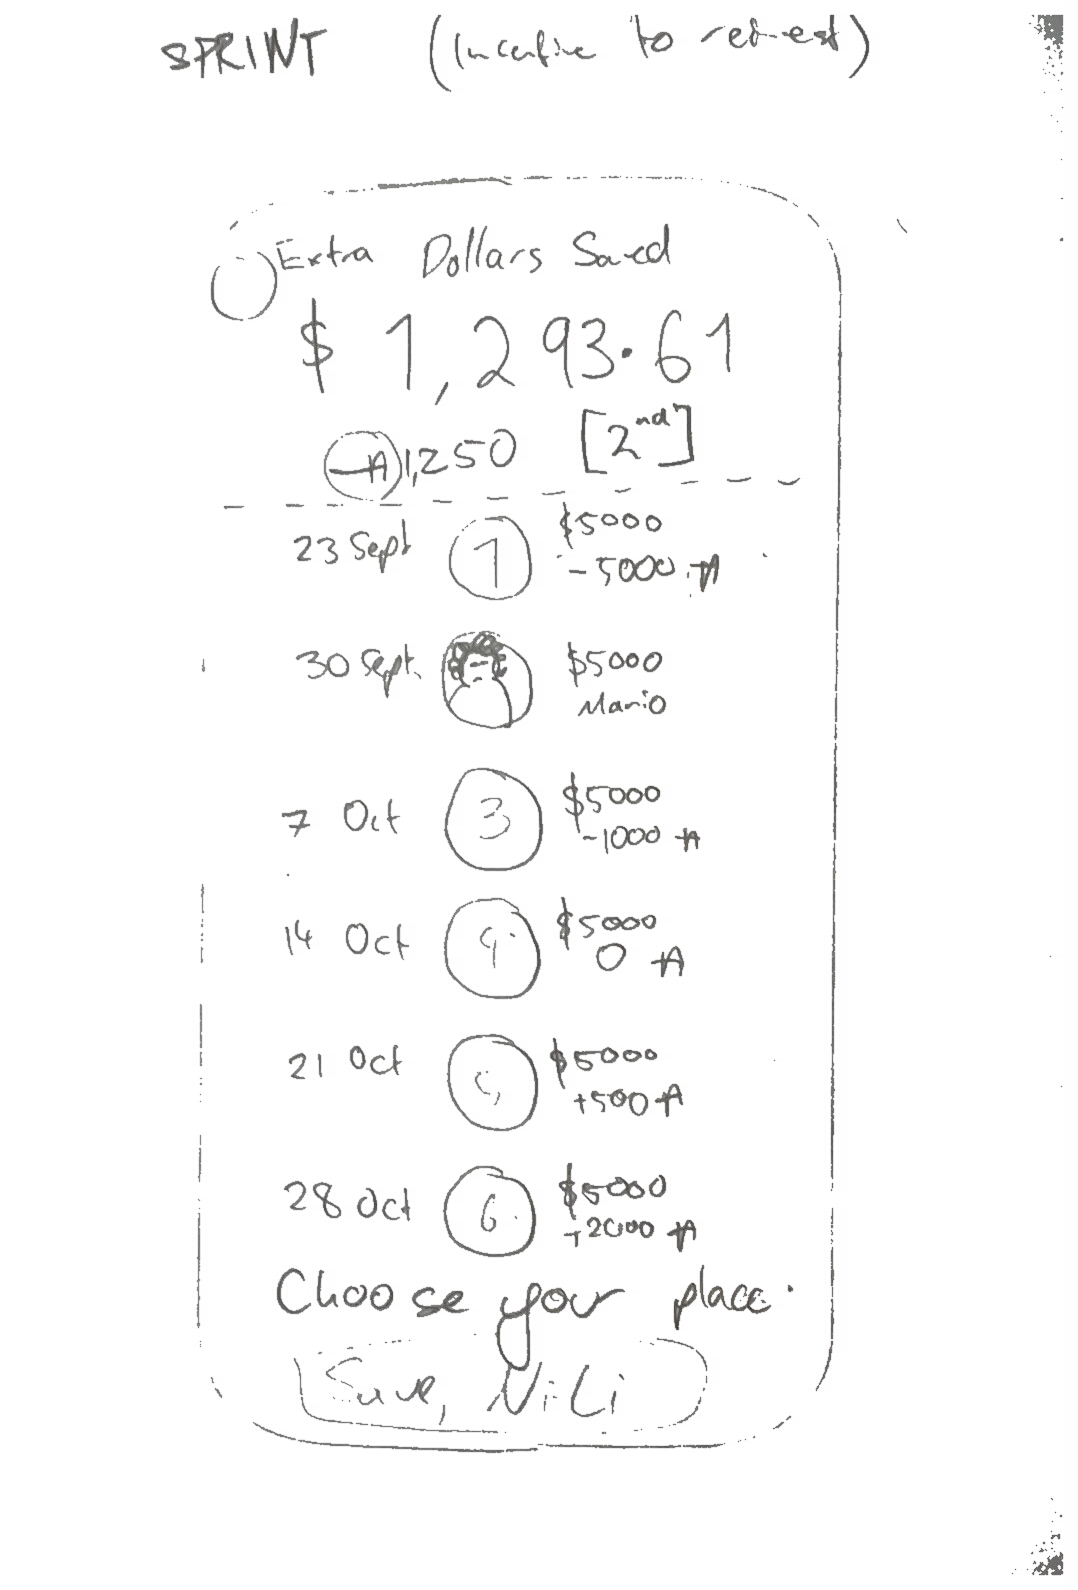 SPRINT (Incentive to
Extra Dollars Saved
$ 1,293.61
A 1,250 [2nd]
23 Sept 1 $5000
-5000 A
30 Sept. $5000
Mario
7 Oct 3 $5000
-1000 A
14 Oct 4 $5000
0 A
21 Oct 5 $5000
+500 A
28 Oct 6 $5000
+2000 A
Choose your place.
Save, NiLi